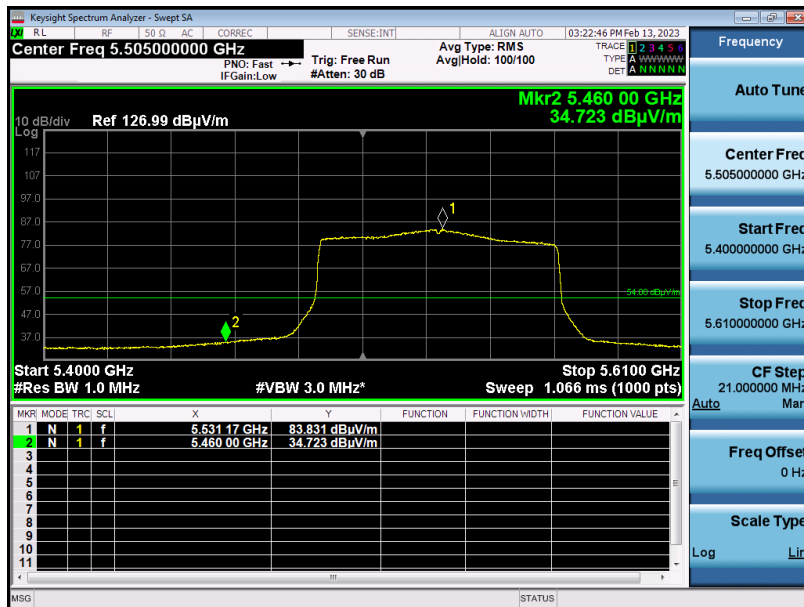 Keysight Spectrum Analyzer - Swept SA
LXI RL RF 50 Ω AC CORREC SENSE:INT ALIGN AUTO 03:22:46 PM Feb 13, 2023
Center Freq 5.505000000 GHz
PNO: Fast
IFGain:Low
Trig: Free Run
#Atten: 30 dB
Avg Type: RMS
Avg|Hold: 100/100
TRACE 1 2 3 4 5 6
TYPE A W W W W W
DET A N N N N N
Mkr2 5.460 00 GHz
34.723 dBµV/m
10 dB/div Ref 126.99 dBµV/m
Log
117
107
97.0
87.0
77.0
67.0
57.0
47.0
37.0
1
2
54.00 dBµV/m
Start 5.4000 GHz Stop 5.6100 GHz
#Res BW 1.0 MHz #VBW 3.0 MHz* Sweep 1.066 ms (1000 pts)
MKR MODE TRC SCL X Y FUNCTION FUNCTION WIDTH FUNCTION VALUE
1 N 1 f 5.531 17 GHz 83.831 dBµV/m
2 N 1 f 5.460 00 GHz 34.723 dBµV/m
3
4
5
6
7
8
9
10
11
MSG STATUS
Frequency
Auto Tune
Center Freq
5.505000000 GHz
Start Freq
5.400000000 GHz
Stop Freq
5.610000000 GHz
CF Step
21.000000 MHz
Auto Man
Freq Offset
0 Hz
Scale Type
Log Lin